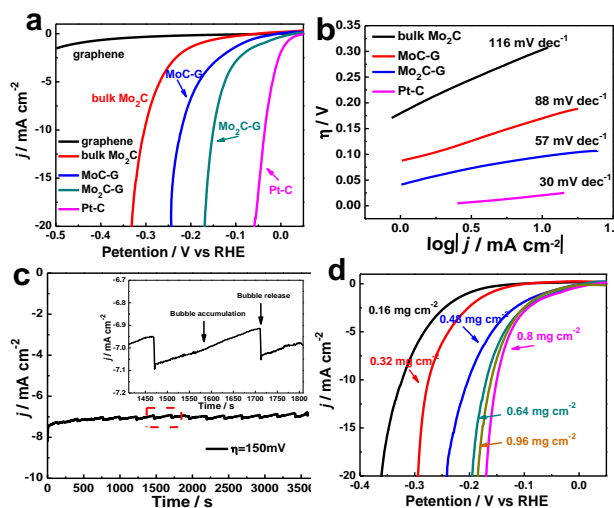 a
0
-5
-10
-15
-20
-0.5 -0.4 -0.3 -0.2 -0.1 0.0
j / mA cm-2
Petention / V vs RHE
graphene
bulk Mo2C
MoC-G
Mo2C-G
Pt-C
graphene
bulk Mo2C
MoC-G
Mo2C-G
Pt-C
b
0.35
0.30
0.25
0.20
0.15
0.10
0.05
0.00
0.0 0.5 1.0 1.
η / V
log|j / mA cm-2|
bulk Mo2C
MoC-G
Mo2C-G
Pt-C
116 mV dec-1
88 mV dec-1
57 mV dec-1
30 mV dec-1
c
0
-2
-4
-6
-8
-10
0 500 1000 1500 2000 2500 3000 3500
j / mA cm-2
Time / s
η=150mV
-6.7
-6.8
-6.9
-7.0
-7.1
-7.2
1400 1500 1600 1700 1800
j / mA cm-2
Time / s
Bubble accumulation
Bubble release
d
0
-5
-10
-15
-20
-0.4 -0.3 -0.2 -0.1 0.0
j / mA cm-2
Petention / V vs RHE
0.16 mg cm-2
0.48 mg cm-2
0.8 mg cm-2
0.32 mg cm-2
0.64 mg cm-2
0.96 mg cm-2